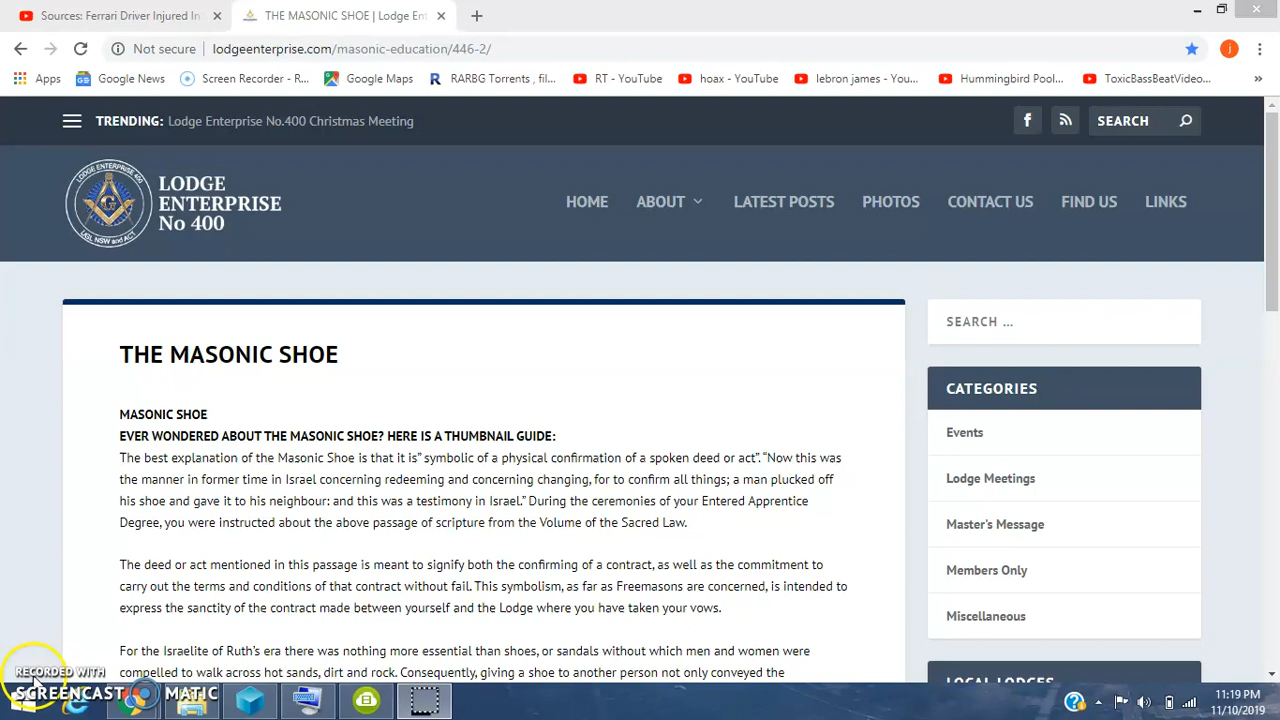 Sources: Ferrari Driver Injured In
THE MASONIC SHOE | Lodge Ent
Not secure
lodgeenterprise.com/masonic-education/446-2/
j
Apps
Google News
Screen Recorder - R...
Google Maps
RARBG Torrents , fil...
RT - YouTube
hoax - YouTube
lebron james - You...
HummingbirdPool...
ToxicBassBeatVideo...
»
TRENDING: Lodge Enterprise No.400 Christmas Meeting
f
SEARCH
LODGE ENTERPRISE 400
G
UGL NSW and ACT
LODGE
ENTERPRISE
No 400
HOME
ABOUT
LATEST POSTS
PHOTOS
CONTACT US
FIND US
LINKS
THE MASONIC SHOE
MASONIC SHOE
EVER WONDERED ABOUT THE MASONIC SHOE? HERE IS A THUMBNAIL GUIDE:
The best explanation of the Masonic Shoe is that it is” symbolic of a physical confirmation of a spoken deed or act”. “Now this was
the manner in former time in Israel concerning redeeming and concerning changing, for to confirm all things; a man plucked off
his shoe and gave it to his neighbour: and this was a testimony in Israel.” During the ceremonies of your Entered Apprentice
Degree, you were instructed about the above passage of scripture from the Volume of the Sacred Law.
The deed or act mentioned in this passage is meant to signify both the confirming of a contract, as well as the commitment to
carry out the terms and conditions of that contract without fail. This symbolism, as far as Freemasons are concerned, is intended to
express the sanctity of the contract made between yourself and the Lodge where you have taken your vows.
For the Israelite of Ruth’s era there was nothing more essential than shoes, or sandals without which men and women were
compelled to walk across hot sands, dirt and rock. Consequently, giving a shoe to another person not only conveyed the
SEARCH …
CATEGORIES
Events
Lodge Meetings
Master’s Message
Members Only
Miscellaneous
LOCAL LODGES
RECORDED WITH
SCREENCAST MATIC
11:19 PM
11/10/2019